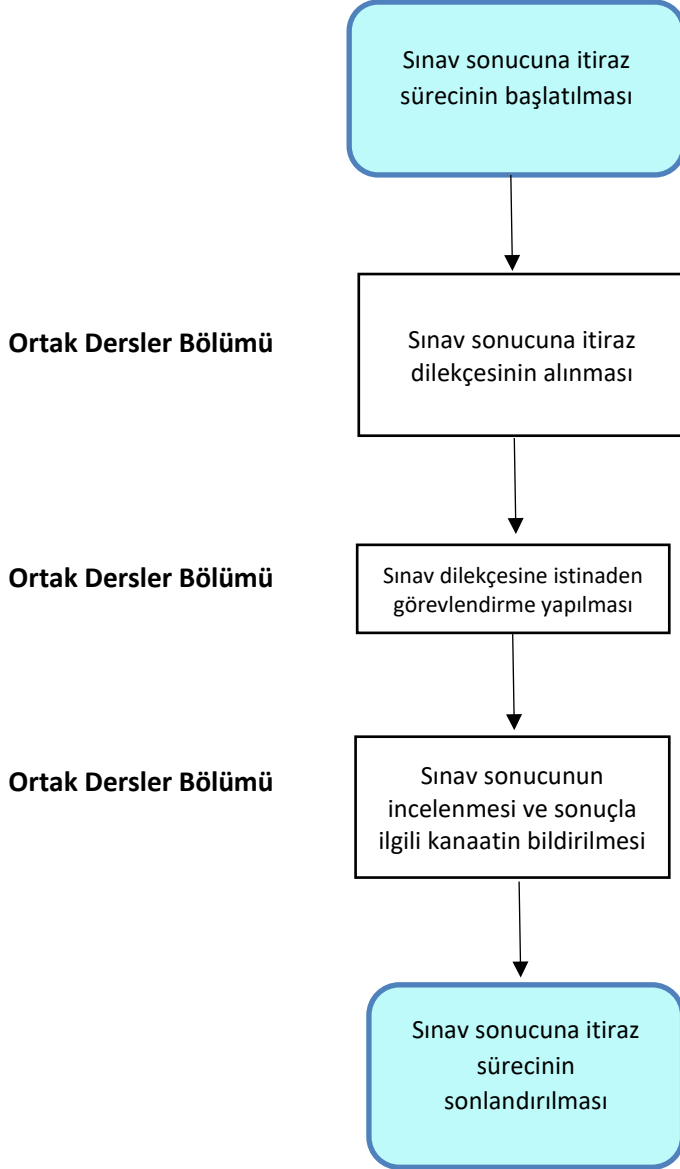 Sınav sonucuna itiraz
sürecinin başlatılması
Ortak Dersler Bölümü
Sınav sonucuna itiraz
dilekçesinin alınması
Ortak Dersler Bölümü
Sınav dilekçesine istinaden
görevlendirme yapılması
Ortak Dersler Bölümü
Sınav sonucunun
incelenmesi ve sonuçla
ilgili kanaatin bildirilmesi
Sınav sonucuna itiraz
sürecinin
sonlandırılması